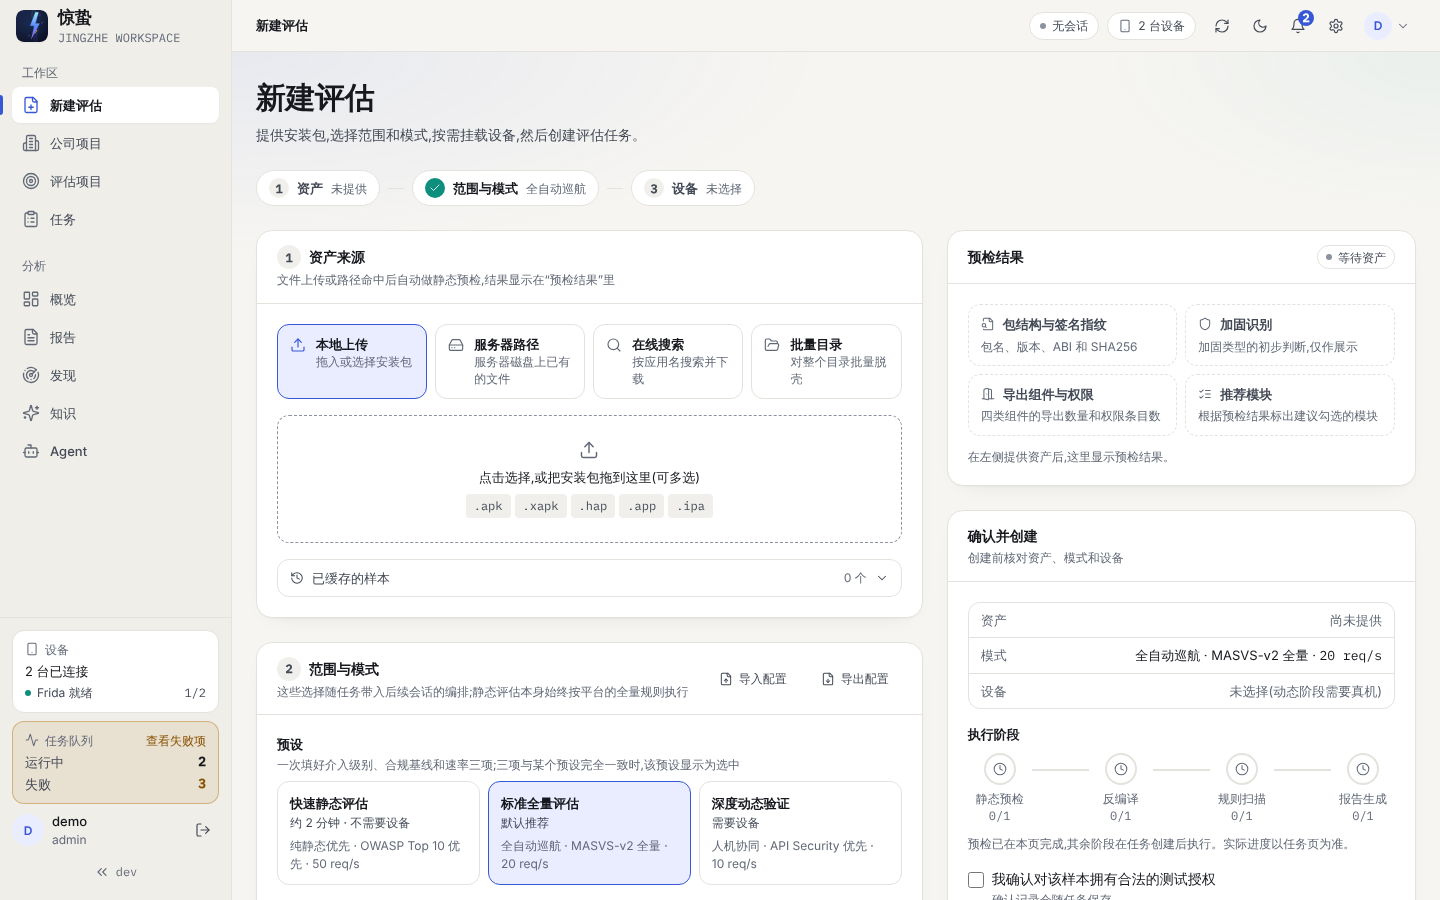 惊蛰
JINGZHE WORKSPACE
工作区
新建评估
公司项目
评估项目
任务
分析
概览
报告
发现
知识
Agent
设备
2 台已连接
Frida 就绪 1/2
任务队列 查看失败项
运行中 2
失败 3
D demo
admin
dev
新建评估
无会话 2 台设备 2 D
新建评估
提供安装包,选择范围和模式,按需挂载设备,然后创建评估任务。
1 资产 未提供 范围与模式 全自动巡航 3 设备 未选择
1 资产来源
文件上传或路径命中后自动做静态预检,结果显示在“预检结果”里
本地上传
拖入或选择安装包
服务器路径
服务器磁盘上已有
的文件
在线搜索
按应用名搜索并下
载
批量目录
对整个目录批量脱
壳
点击选择,或把安装包拖到这里(可多选)
.apk .xapk .hap .app .ipa
已缓存的样本 0 个
2 范围与模式
这些选择随任务带入后续会话的编排;静态评估本身始终按平台的全量规则执行
导入配置 导出配置
预设
一次填好介入级别、合规基线和速率三项;三项与某个预设完全一致时,该预设显示为选中
快速静态评估
约 2 分钟 · 不需要设备
纯静态优先 · OWASP Top 10 优
先 · 50 req/s
标准全量评估
默认推荐
全自动巡航 · MASVS-v2 全量 ·
20 req/s
深度动态验证
需要设备
人机协同 · API Security 优先 ·
10 req/s
预检结果 等待资产
包结构与签名指纹
包名、版本、ABI 和 SHA256
加固识别
加固类型的初步判断,仅作展示
导出组件与权限
四类组件的导出数量和权限条目数
推荐模块
根据预检结果标出建议勾选的模块
在左侧提供资产后,这里显示预检结果。
确认并创建
创建前核对资产、模式和设备
资产 尚未提供
模式 全自动巡航 · MASVS-v2 全量 · 20 req/s
设备 未选择(动态阶段需要真机)
执行阶段
静态预检 反编译 规则扫描 报告生成
0/1 0/1 0/1 0/1
预检已在本页完成,其余阶段在任务创建后执行。实际进度以任务页为准。
我确认对该样本拥有合法的测试授权